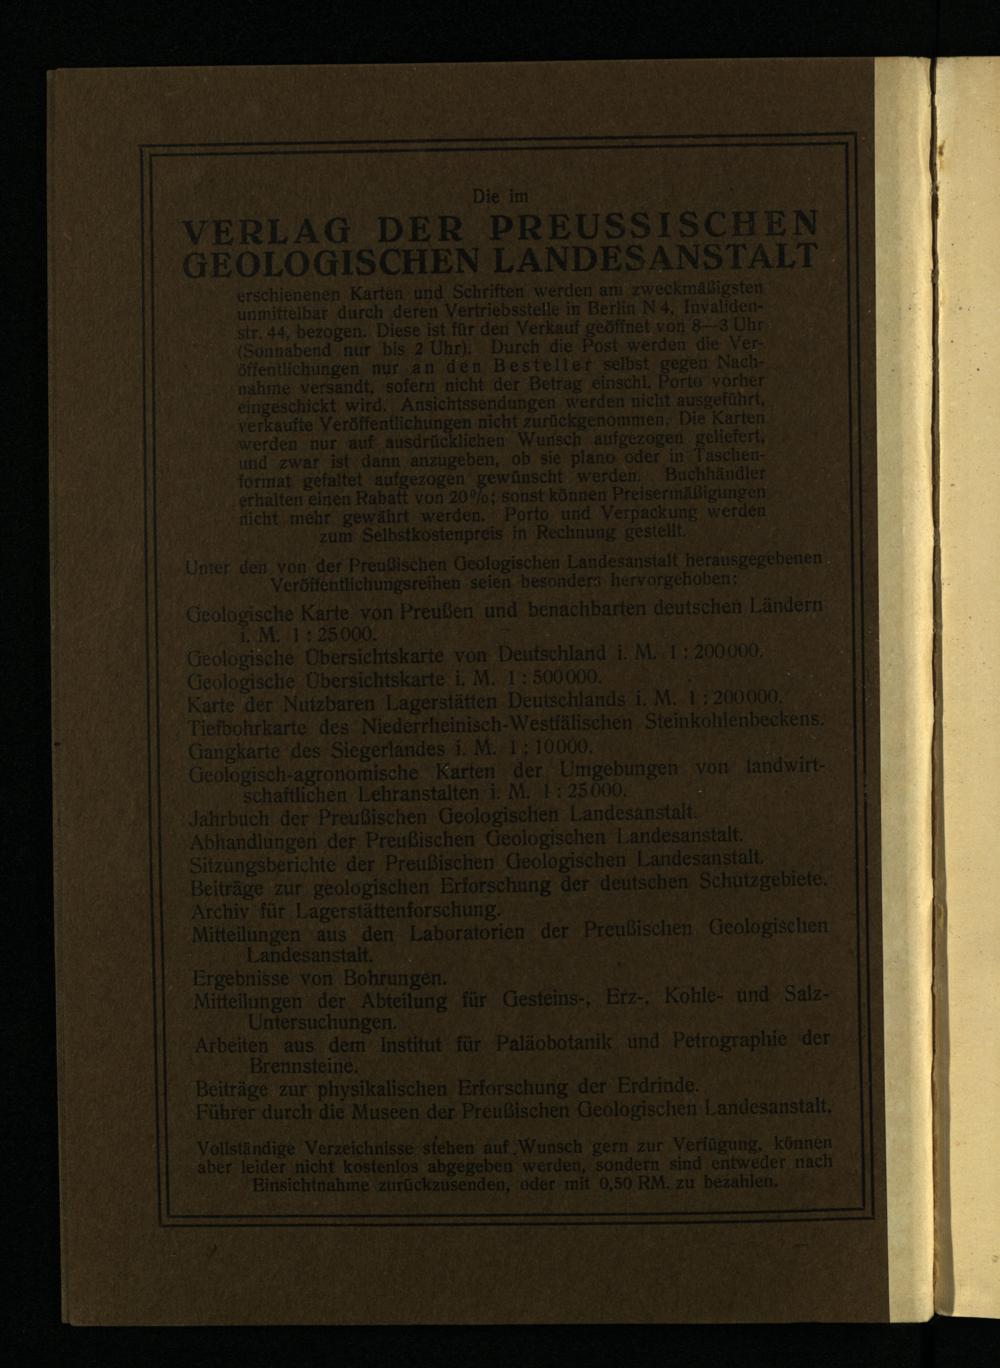 Die im
VERLAG DER PREUSSISCHEN
GEOLOGISCHEN LANDESANSTALT
erschienenen Karten und Schriften werden am zweckmäßigsten
unmittelbar durch deren Vertriebsstelle in Berlin N 4, Invaliden-
str. 44, bezogen. Diese ist für den Verkauf geöffnet von 8—3 Uhr
(Sonnabend nur bis 2 Uhr). Durch die Post werden die Ver-
öffentlichungen nur an den Besteller selbst gegen Nach-
nahme versandt, sofern nicht der Betrag einschl. Porto vorher
eingeschickt wird. Ansichtssendungen werden nicht ausgeführt,
verkaufte Veröffentlichungen nicht zurückgenommen. Die Karten
werden nur auf ausdrücklichen Wunsch aufgezogen geliefert,
und zwar ist dann anzugeben, ob sie plano oder in Taschen-
format gefaltet aufgezogen gewünscht werden. Buchhändler
erhalten einen Rabatt von 20%; sonst können Preisermäßigungen
nicht mehr gewährt werden. Porto und Verpackung werden
zum Selbstkostenpreis in Rechnung gestellt.
Unter den von der Preußischen Geologischen Landesanstalt herausgegebenen
Veröffentlichungsreihen seien besonders hervorgehoben:
Geologische Karte von Preußen und benachbarten deutschen Ländern
i. M. 1 : 25 000.
Geologische Übersichtskarte von Deutschland i. M. 1 : 200 000.
Geologische Übersichtskarte i. M. 1 : 500 000.
Karte der Nutzbaren Lagerstätten Deutschlands i. M. 1 : 200 000.
Tiefbohrkarte des Niederrheinisch-Westfälischen Steinkohlenbeckens.
Gangkarte des Siegerlandes i. M. 1 : 10 000.
Geologisch-agronomische Karten der Umgebungen von landwirt-
schaftlichen Lehranstalten i. M. 1 : 25 000.
Jahrbuch der Preußischen Geologischen Landesanstalt.
Abhandlungen der Preußischen Geologischen Landesanstalt.
Sitzungsberichte der Preußischen Geologischen Landesanstalt.
Beiträge zur geologischen Erforschung der deutschen Schutzgebiete.
Archiv für Lagerstättenforschung.
Mitteilungen aus den Laboratorien der Preußischen Geologischen
Landesanstalt.
Ergebnisse von Bohrungen.
Mitteilungen der Abteilung für Gesteins-, Erz-, Kohle- und Salz-
Untersuchungen.
Arbeiten aus dem Institut für Paläobotanik und Petrographie der
Brennsteine.
Beiträge zur physikalischen Erforschung der Erdrinde.
Führer durch die Museen der Preußischen Geologischen Landesanstalt.
Vollständige Verzeichnisse stehen auf Wunsch gern zur Verfügung, können
aber leider nicht kostenlos abgegeben werden, sondern sind entweder nach
Einsichtnahme zurückzusenden, oder mit 0,50 RM. zu bezahlen.